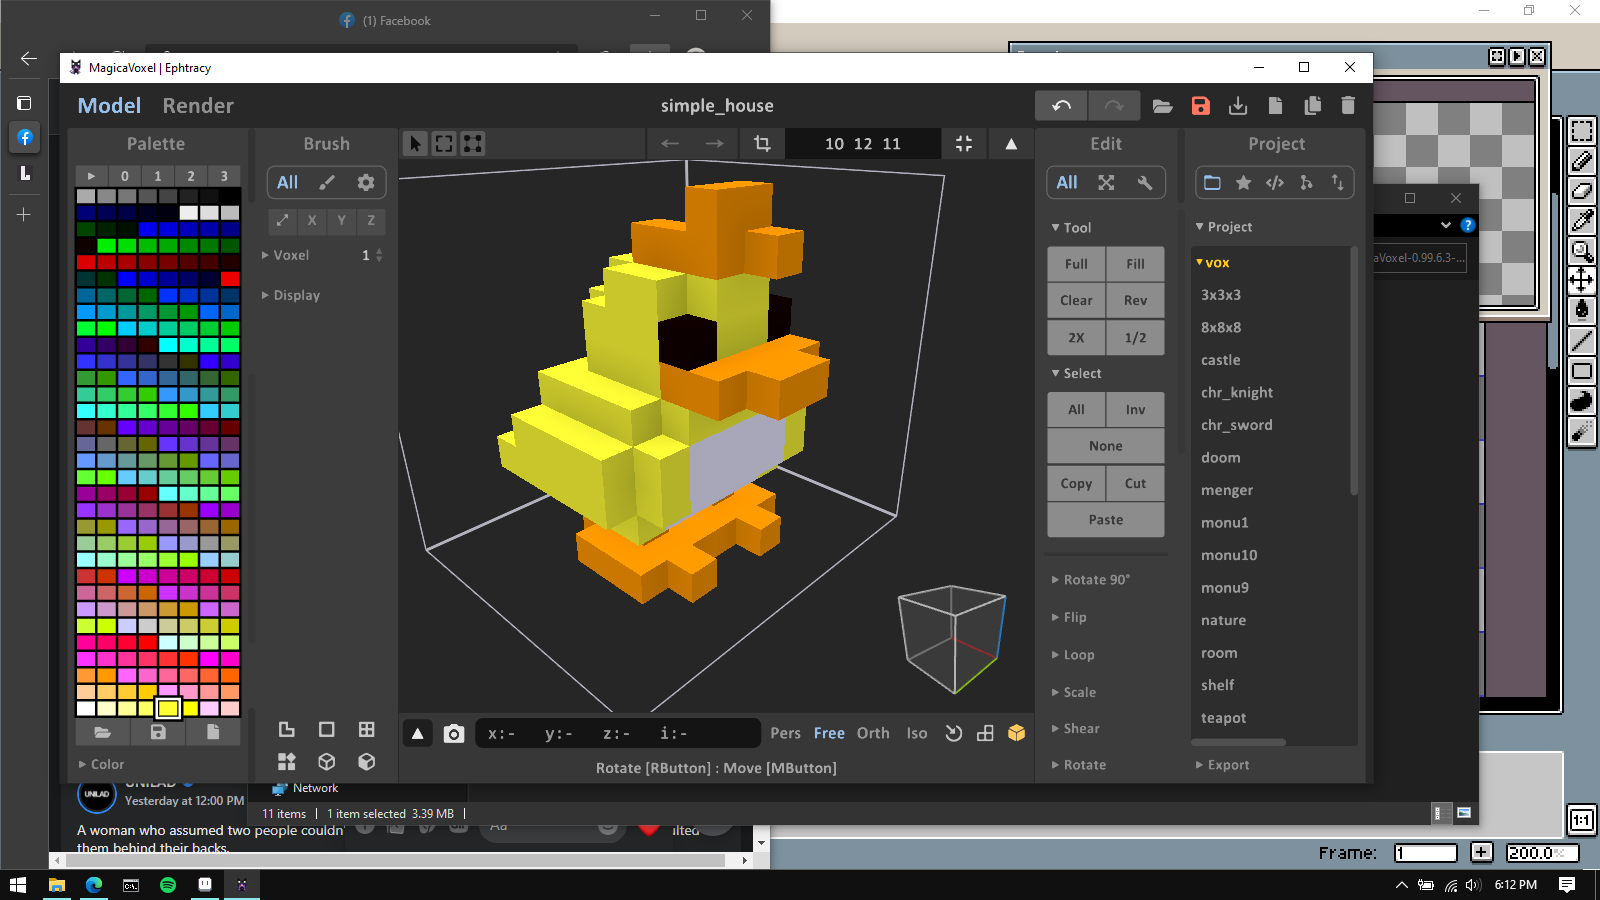 (1) Facebook
MagicaVoxel | Ephtracy
Model Render
simple_house
Palette
Brush
10 12 11
Edit
Project
0 1 2 3
All
All
X Y Z
Voxel 1
Display
Tool
Full Fill
Clear Rev
2X 1/2
Select
All Inv
None
Copy Cut
Paste
Rotate 90°
Flip
Loop
Scale
Shear
Rotate
Project
vox
3x3x3
8x8x8
castle
chr_knight
chr_sword
doom
menger
monu1
monu10
monu9
nature
room
shelf
teapot
Export
aVoxel-0.99.6.3-...
x:- y:- z:- i:-
Pers Free Orth Iso
Rotate [RButton] : Move [MButton]
Color
UNILAD
UNILAD
Yesterday at 12:00 PM
A woman who assumed two people couldn'
ilted
them behind their backs.
Aa
Network
11 items
1 item selected 3.39 MB
1:1
Frame: 1
200.0%
6:12 PM